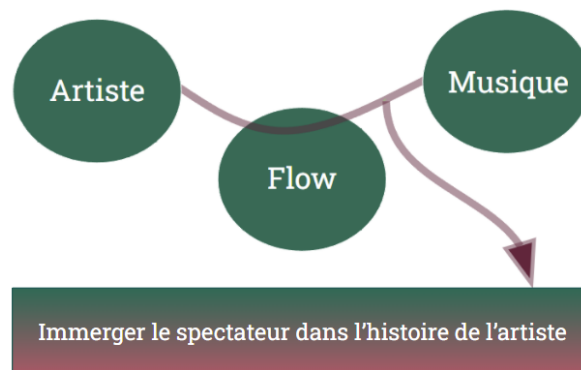 Artiste
Musique
Flow
Immerger le spectateur dans l’histoire de l’artiste